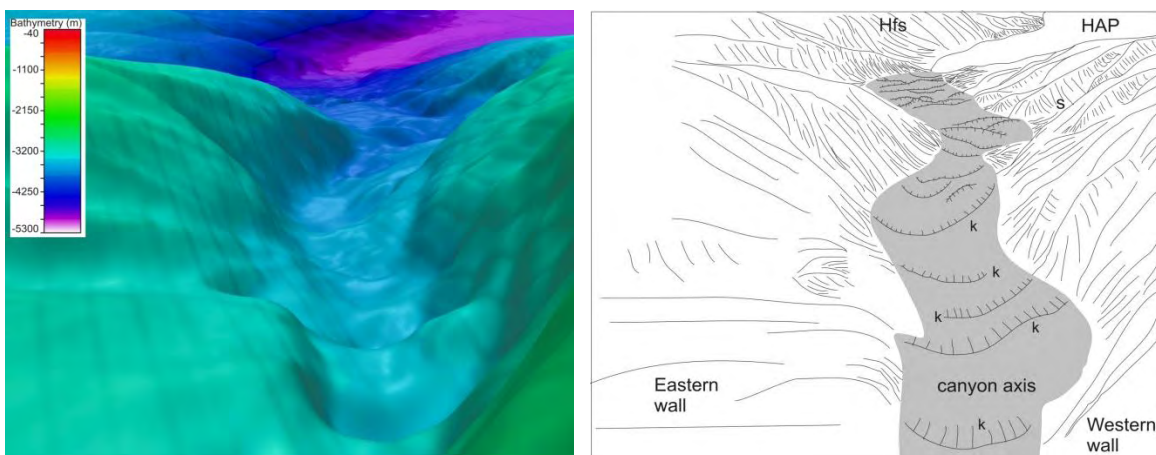 Bathymetry (m)
-40
-1100
-2150
-3200
-4250
-5300
Hfs
HAP
s
k
k
k
k
Eastern
wall
canyon axis
k
Western
wall